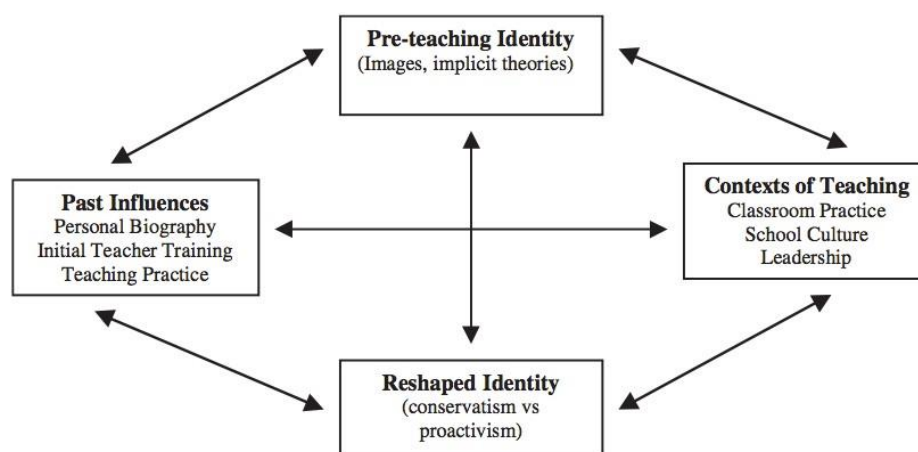 Pre-teaching Identity
(Images, implicit theories)
Past Influences
Personal Biography
Initial Teacher Training
Teaching Practice
Contexts of Teaching
Classroom Practice
School Culture
Leadership
Reshaped Identity
(conservatism vs
proactivism)